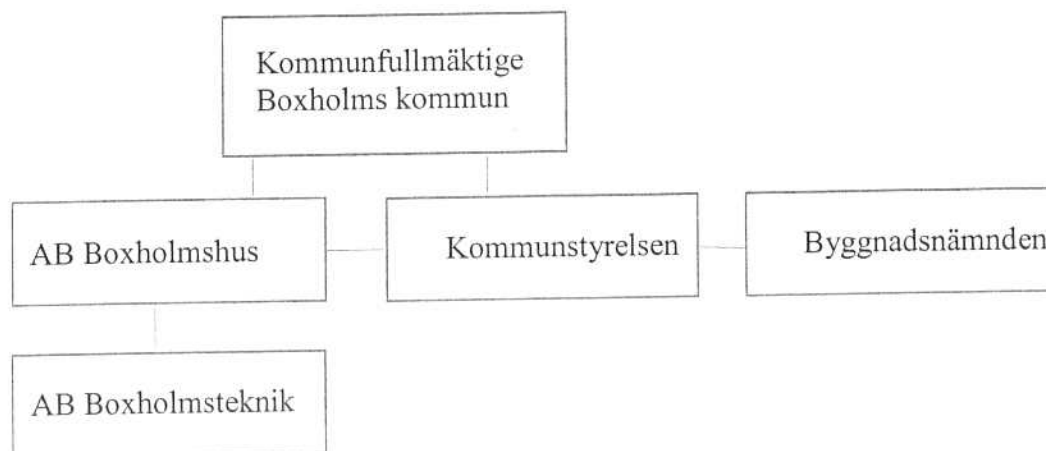 Kommunfullmäktige
Boxholms kommun
AB Boxholmshus
Kommunstyrelsen
Byggnadsnämnden
AB Boxholmsteknik